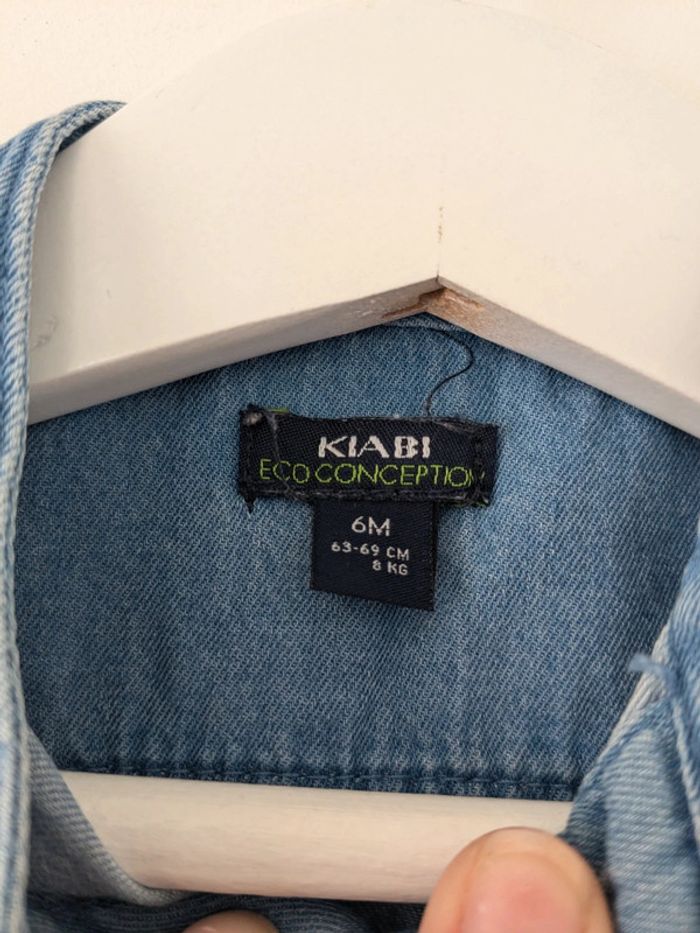 KIABI
ECO CONCEPTION
6M
63-69 CM
8 KG